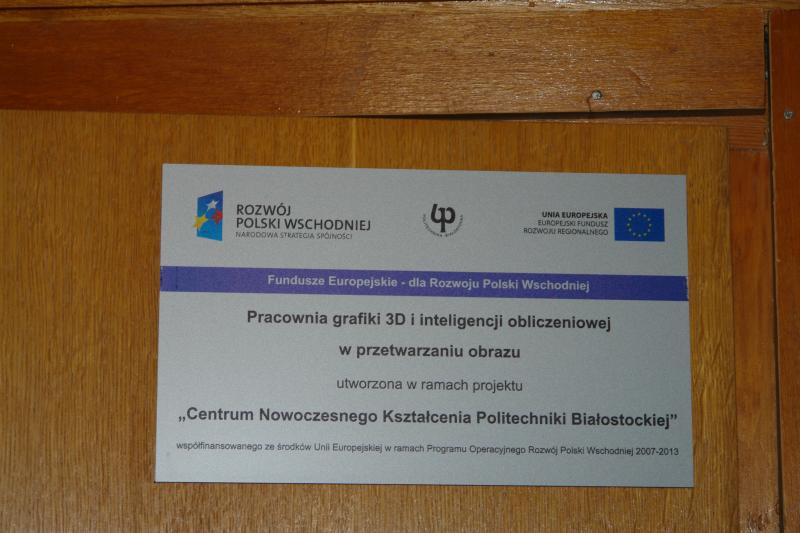 ROZWÓJ
POLSKI WSCHODNIEJ
NARODOWA STRATEGIA SPÓJNOŚCI
UNIA EUROPEJSKA
EUROPEJSKI FUNDUSZ
ROZWOJU REGIONALNEGO
Fundusze Europejskie - dla Rozwoju Polski Wschodniej
Pracownia grafiki 3D i inteligencji obliczeniowej
w przetwarzaniu obrazu
utworzona w ramach projektu
„Centrum Nowoczesnego Kształcenia Politechniki Białostockiej”
współfinansowanego ze środków Unii Europejskiej w ramach Programu Operacyjnego Rozwój Polski Wschodniej 2007-2013